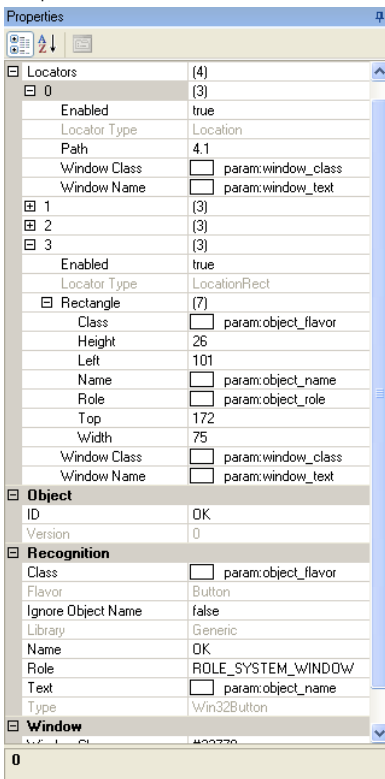 Properties
Locators (4)
0 (3)
Enabled true
Locator Type Location
Path 4.1
Window Class param:window_class
Window Name param:window_text
1 (3)
2 (3)
3 (3)
Enabled true
Locator Type LocationRect
Rectangle (7)
Class param:object_flavor
Height 26
Left 101
Name param:object_name
Role param:object_role
Top 172
Width 75
Window Class param:window_class
Window Name param:window_text
Object
ID OK
Version 0
Recognition
Class param:object_flavor
Flavor Button
Ignore Object Name false
Library Generic
Name OK
Role ROLE_SYSTEM_WINDOW
Text param:object_name
Type Win32Button
Window
0